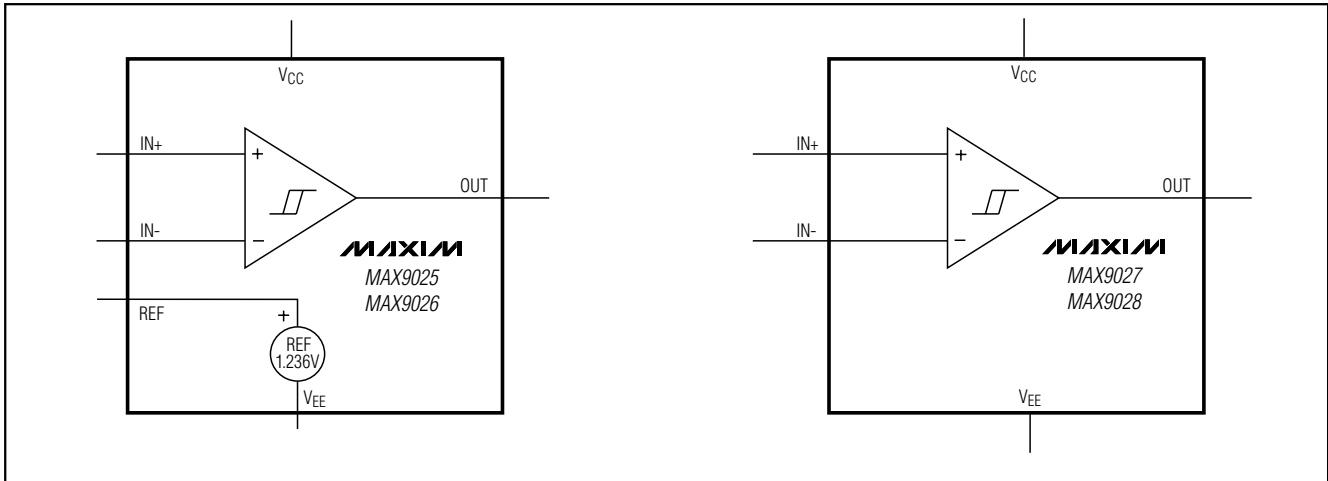 VCC
IN+
+
OUT
IN-
−
MAXIM
MAX9025
MAX9026
REF
+
REF
1.236V
VEE
VCC
IN+
+
OUT
IN-
−
MAXIM
MAX9027
MAX9028
VEE